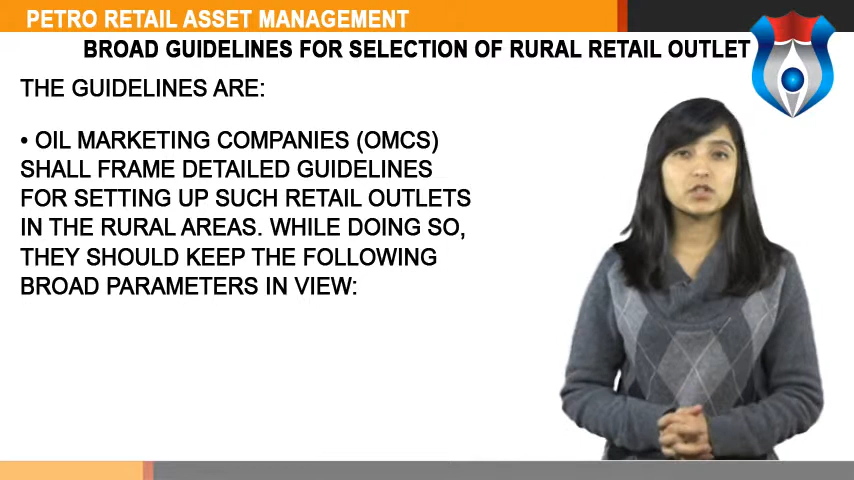 PETRO RETAIL ASSET MANAGEMENT
BROAD GUIDELINES FOR SELECTION OF RURAL RETAIL OUTLET
THE GUIDELINES ARE:
• OIL MARKETING COMPANIES (OMCS)
SHALL FRAME DETAILED GUIDELINES
FOR SETTING UP SUCH RETAIL OUTLETS
IN THE RURAL AREAS. WHILE DOING SO,
THEY SHOULD KEEP THE FOLLOWING
BROAD PARAMETERS IN VIEW: